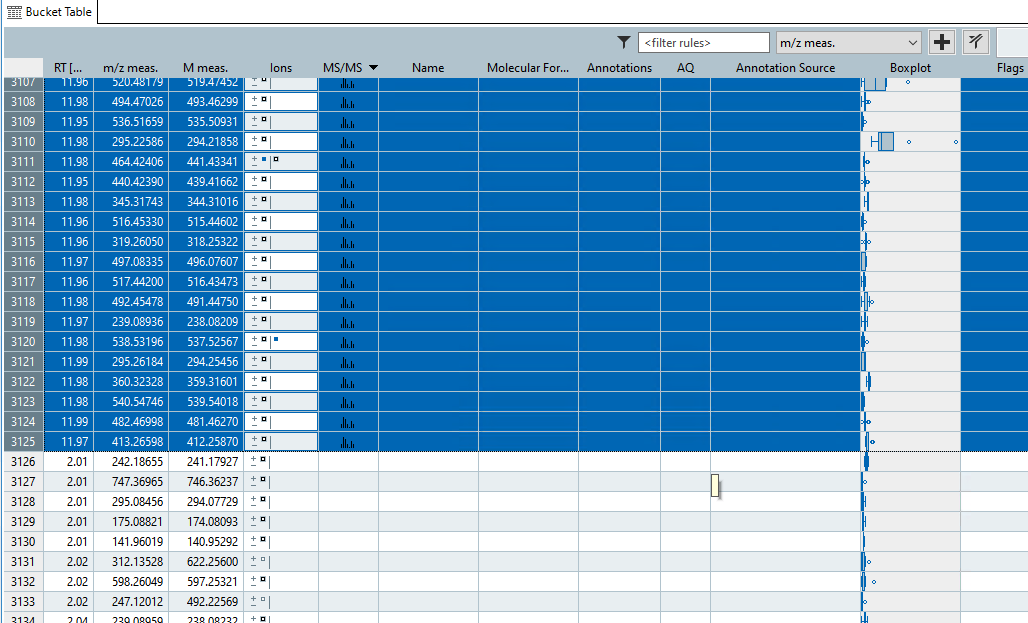 Bucket Table
<filter rules> m/z meas.
RT [... m/z meas. M meas. Ions MS/MS Name Molecular For... Annotations AQ Annotation Source Boxplot Flags
3107 11.96 520.48179 519.47452
3108 11.98 494.47026 493.46299
3109 11.95 536.51659 535.50931
3110 11.98 295.22586 294.21858
3111 11.98 464.42406 441.43341
3112 11.95 440.42390 439.41662
3113 11.98 345.31743 344.31016
3114 11.96 516.45330 515.44602
3115 11.96 319.26050 318.25322
3116 11.97 497.08335 496.07607
3117 11.96 517.44200 516.43473
3118 11.98 492.45478 491.44750
3119 11.97 239.08936 238.08209
3120 11.98 538.53196 537.52567
3121 11.99 295.26184 294.25456
3122 11.98 360.32328 359.31601
3123 11.98 540.54746 539.54018
3124 11.99 482.46998 481.46270
3125 11.97 413.26598 412.25870
3126 2.01 242.18655 241.17927
3127 2.01 747.36965 746.36237
3128 2.01 295.08456 294.07729
3129 2.01 175.08821 174.08093
3130 2.01 141.96019 140.95292
3131 2.02 312.13528 622.25600
3132 2.02 598.26049 597.25321
3133 2.02 247.12012 492.22569
3134 2.04 239.08959 238.08232